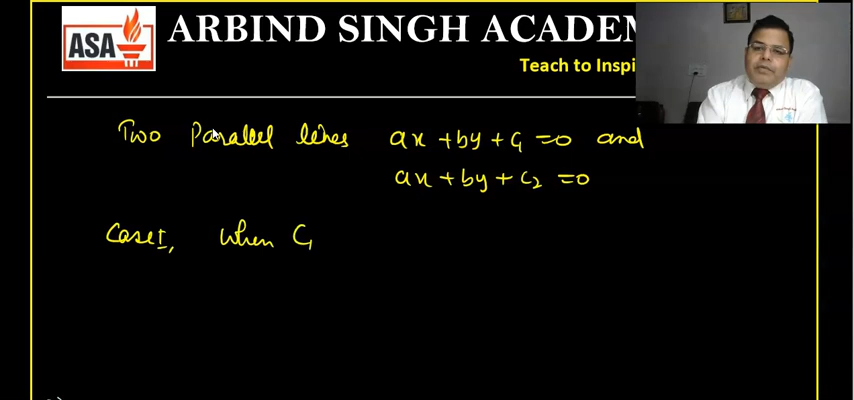 ASA
ARBIND SINGH ACADEM
Teach to Inspi
Two Parallel lines ax + by + c₁ = 0 and
ax + by + c₂ = 0
Case I, when C₁